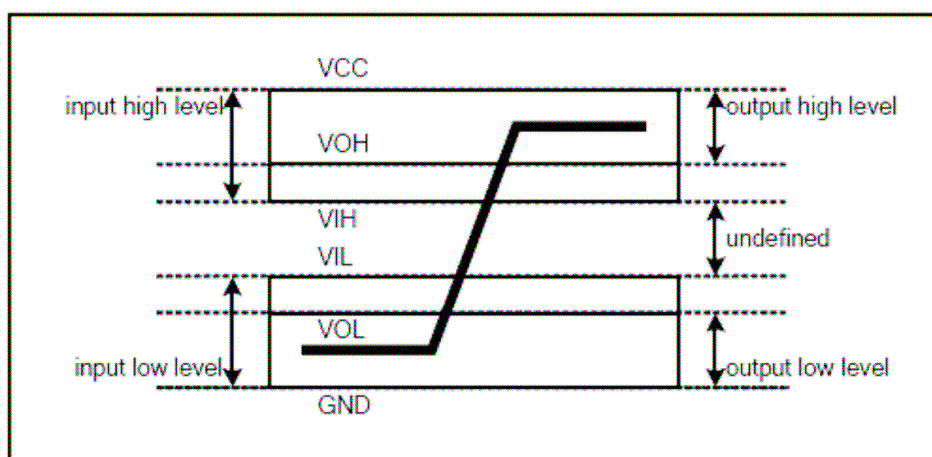 VCC
input high level
output high level
VOH
VIH
undefined
VIL
VOL
input low level
output low level
GND